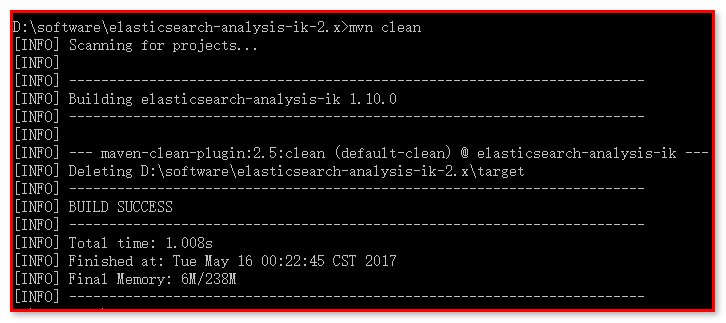 D:\software\elasticsearch-analysis-ik-2.x>mvn clean
[INFO] Scanning for projects...
[INFO]
[INFO] ------------------------------------------------------------------------
[INFO] Building elasticsearch-analysis-ik 1.10.0
[INFO] ------------------------------------------------------------------------
[INFO]
[INFO] --- maven-clean-plugin:2.5:clean (default-clean) @ elasticsearch-analysis-ik ---
[INFO] Deleting D:\software\elasticsearch-analysis-ik-2.x\target
[INFO] ------------------------------------------------------------------------
[INFO] BUILD SUCCESS
[INFO] ------------------------------------------------------------------------
[INFO] Total time: 1.008s
[INFO] Finished at: Tue May 16 00:22:45 CST 2017
[INFO] Final Memory: 6M/238M
[INFO] ------------------------------------------------------------------------